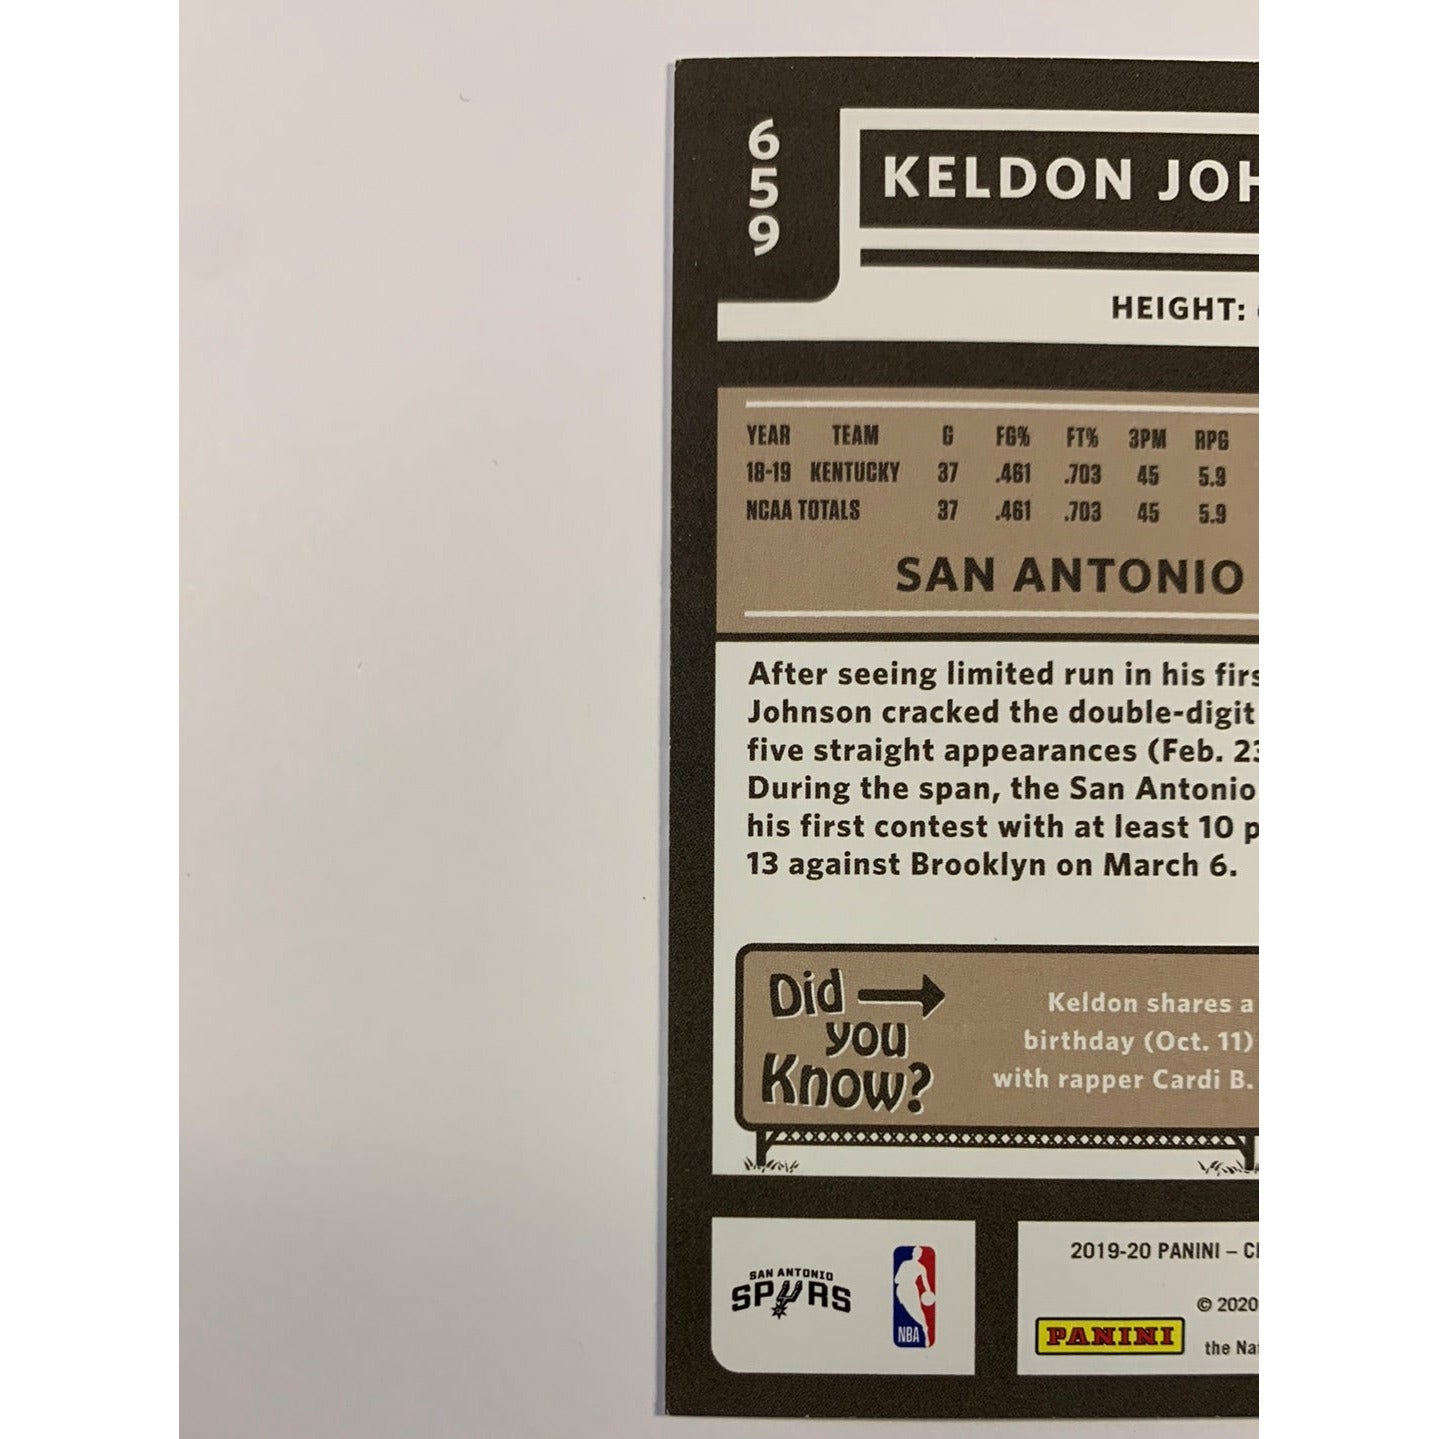 659
KELDON JOH
HEIGHT:
YEAR TEAM G FG% FT% 3PM RPG
18-19 KENTUCKY 37 .461 .703 45 5.9
NCAA TOTALS 37 .461 .703 45 5.9
SAN ANTONIO
After seeing limited run in his firs
Johnson cracked the double-digit
five straight appearances (Feb. 23
During the span, the San Antonio
his first contest with at least 10 p
13 against Brooklyn on March 6.
Did
you
Know?
Keldon shares a
birthday (Oct. 11)
with rapper Cardi B.
SAN ANTONIO
SPURS
NBA
2019-20 PANINI – C
© 2020
PANINI
the Na